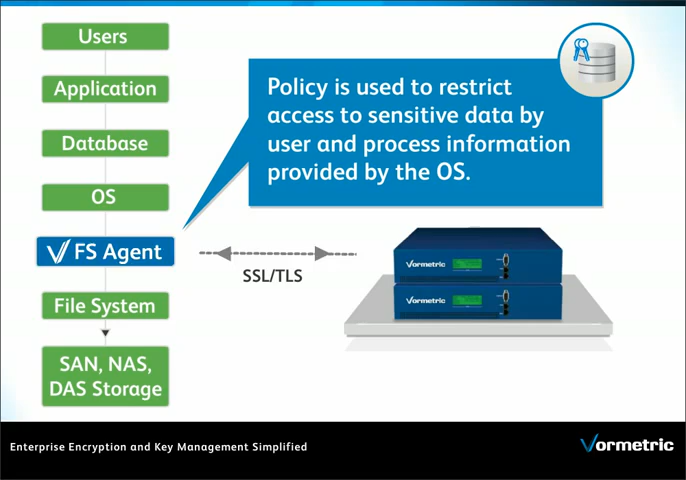 Users
Application
Database
OS
FS Agent
File System
SAN, NAS,
DAS Storage
Policy is used to restrict
access to sensitive data by
user and process information
provided by the OS.
SSL/TLS
Vormetric
Vormetric
Enterprise Encryption and Key Management Simplified
Vormetric